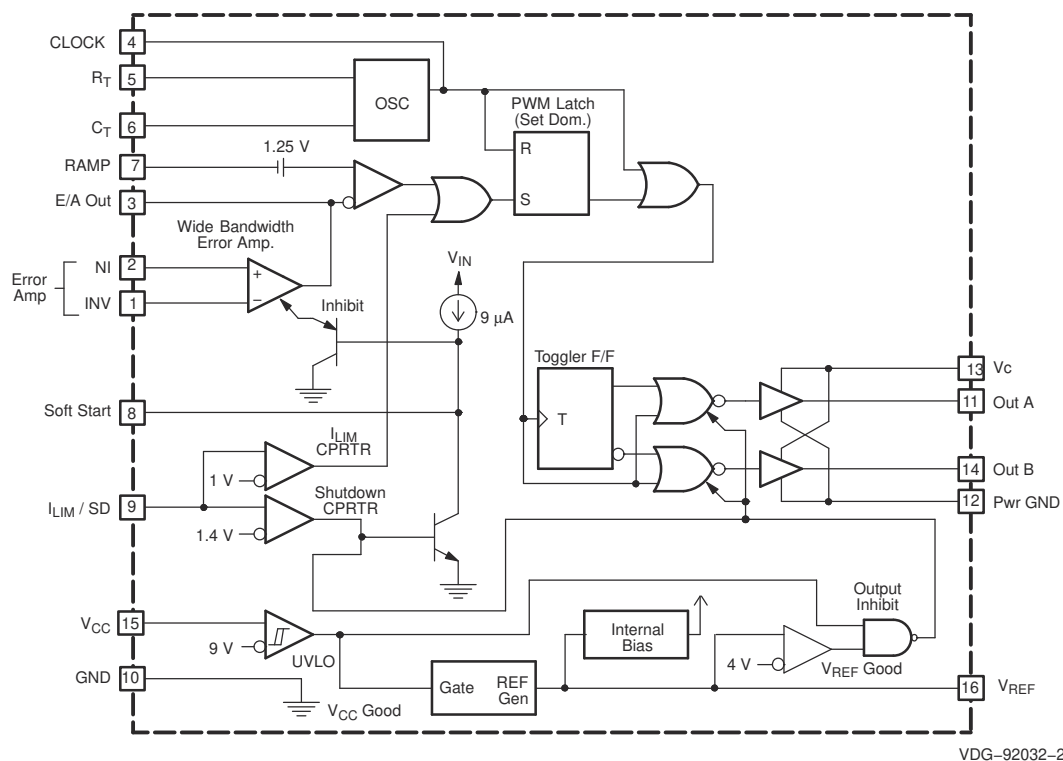 CLOCK 4
R_T 5
OSC
PWM Latch
(Set Dom.)
R
S
C_T 6
1.25 V
RAMP 7
E/A Out 3
Wide Bandwidth
Error Amp.
Error
Amp
NI 2
+
INV 1
−
Inhibit
V_IN
9 μA
Toggler F/F
T
13 Vc
11 Out A
14 Out B
12 Pwr GND
Soft Start 8
I_LIM
CPRTR
1 V
I_LIM / SD 9
Shutdown
CPRTR
1.4 V
V_CC 15
9 V
UVLO
Output
Inhibit
Internal
Bias
4 V
V_REF Good
GND 10
V_CC Good
Gate
REF
Gen
16 V_REF
VDG−92032−2